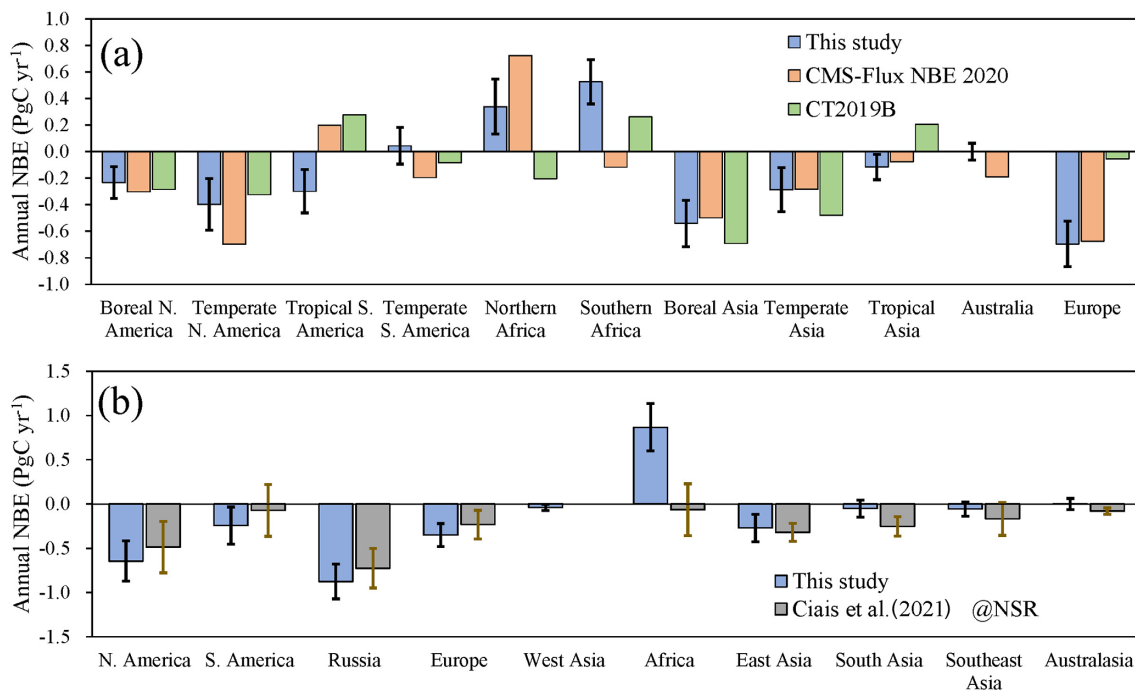 (a)
Annual NBE (PgC yr-1)
1.0
0.8
0.6
0.4
0.2
0.0
-0.2
-0.4
-0.6
-0.8
-1.0
This study
CMS-Flux NBE 2020
CT2019B
Boreal N. America
Temperate N. America
Tropical S. America
Temperate S. America
Northern Africa
Southern Africa
Boreal Asia
Temperate Asia
Tropical Asia
Australia
Europe
(b)
Annual NBE (PgC yr-1)
1.5
1.0
0.5
0.0
-0.5
-1.0
-1.5
This study
Ciais et al.(2021) @NSR
N. America
S. America
Russia
Europe
West Asia
Africa
East Asia
South Asia
Southeast Asia
Australasia